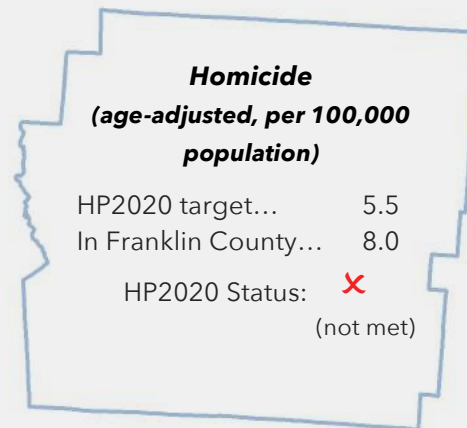 Homicide
(age-adjusted, per 100,000
population)
HP2020 target… 5.5
In Franklin County… 8.0
HP2020 Status: ✗
(not met)